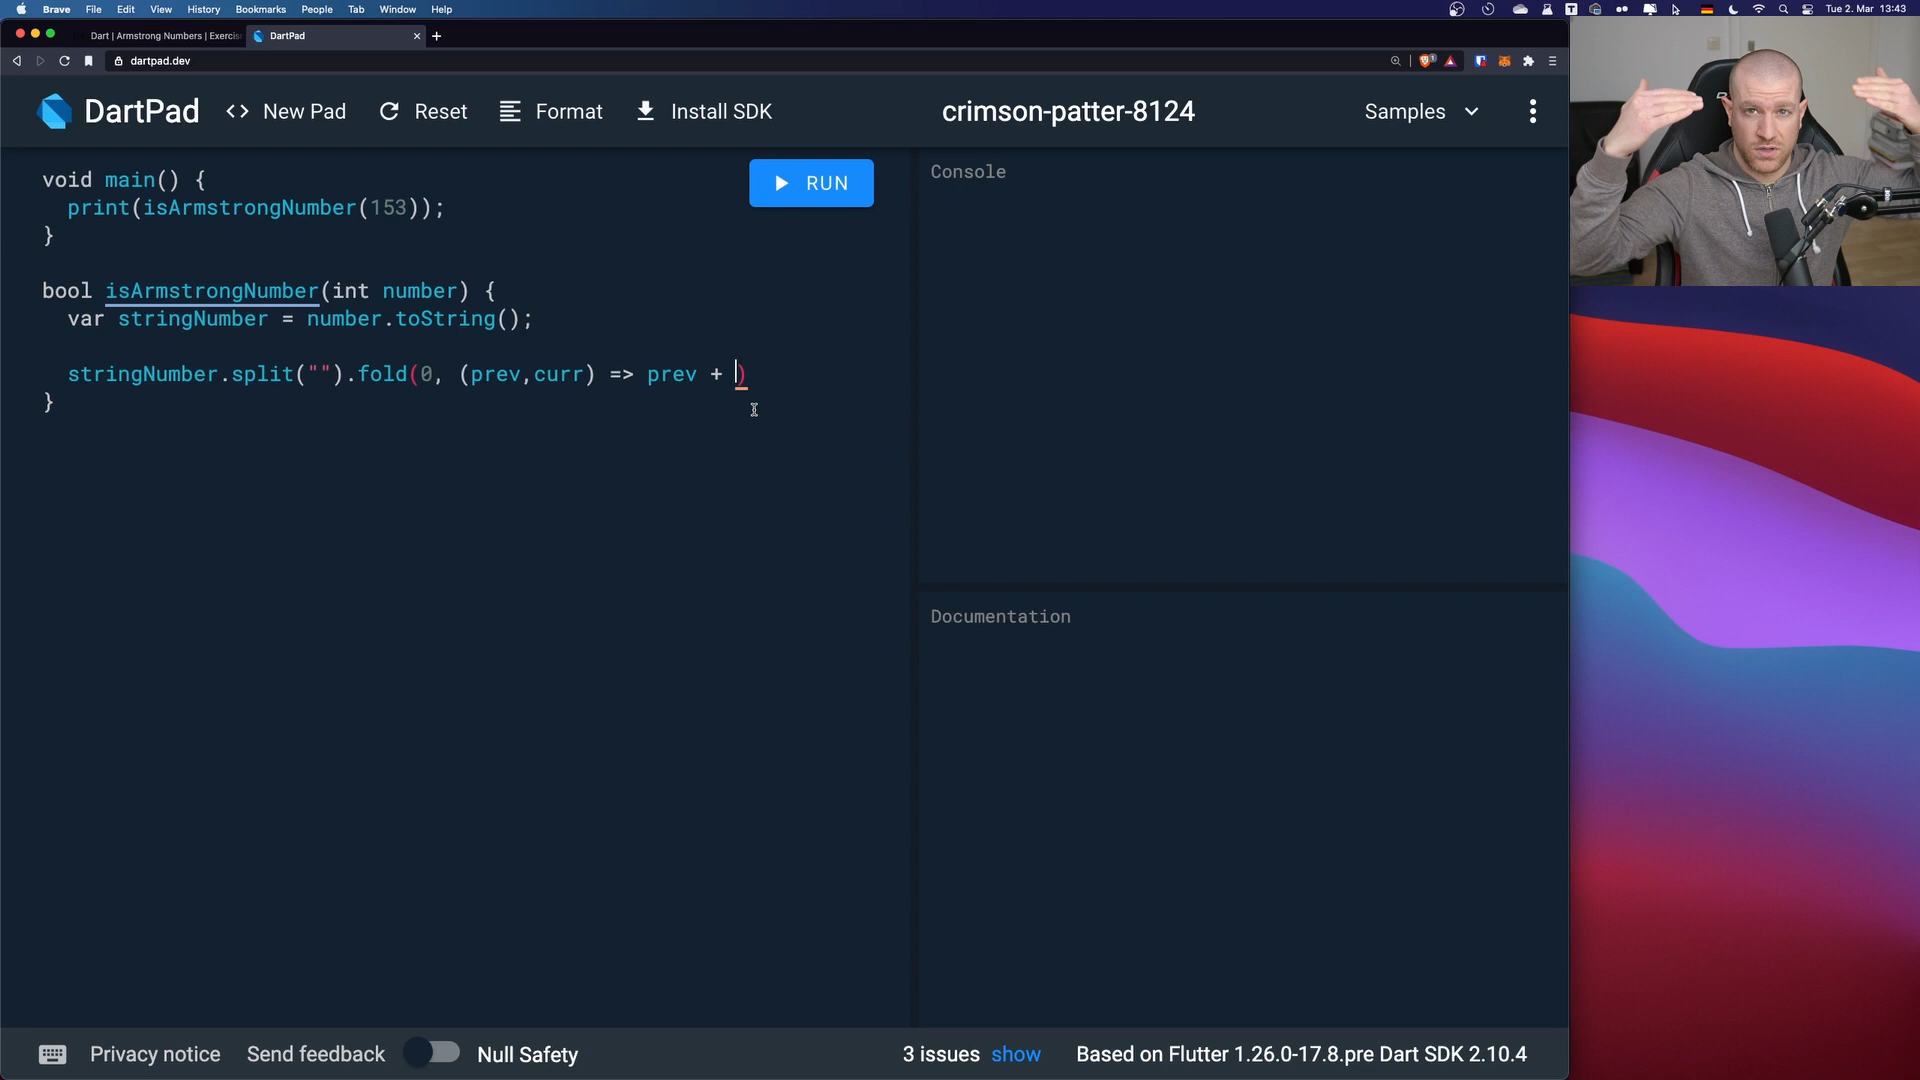 Brave File Edit View History Bookmarks People Tab Window Help Tue 2. Mar 13:43
Dart | Armstrong Numbers | Exercis DartPad
dartpad.dev
DartPad <> New Pad Reset Format Install SDK crimson-patter-8124 Samples
void main() {
print(isArmstrongNumber(153));
}
RUN
bool isArmstrongNumber(int number) {
var stringNumber = number.toString();
stringNumber.split("").fold(0, (prev,curr) => prev + )
}
Console
Documentation
Privacy notice Send feedback Null Safety 3 issues show Based on Flutter 1.26.0-17.8.pre Dart SDK 2.10.4